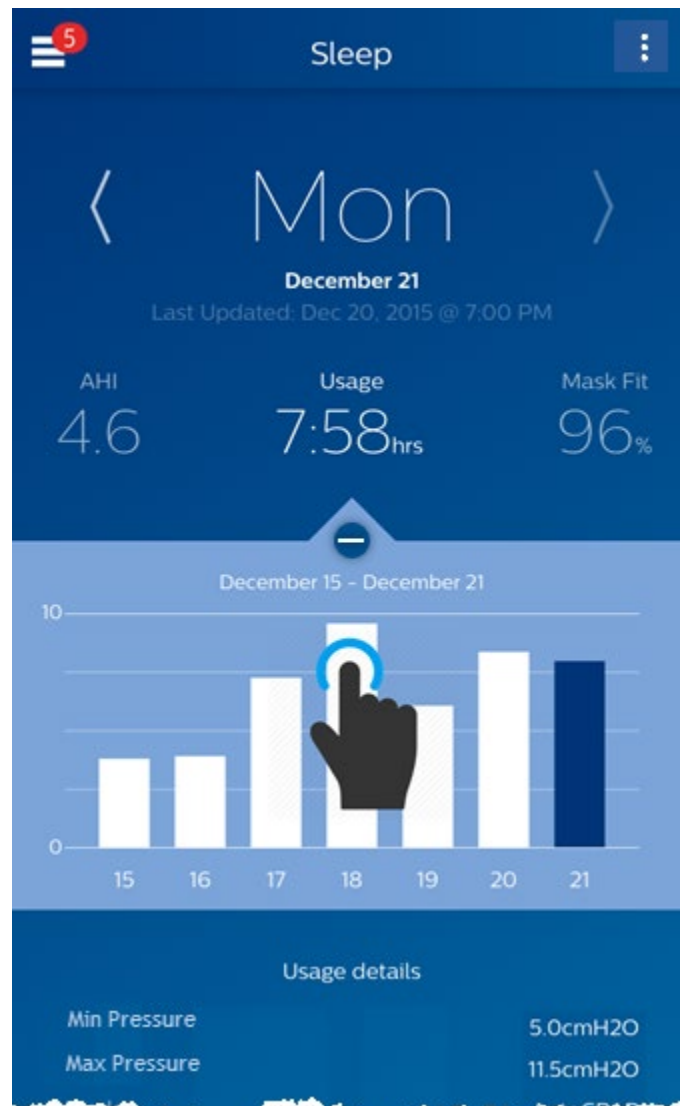 5
Sleep
Mon
December 21
Last Updated: Dec 20, 2015 @ 7:00 PM
AHI Usage Mask Fit
4.6 7:58hrs 96%
December 15 - December 21
10
0
15 16 17 18 19 20 21
Usage details
Min Pressure 5.0cmH2O
Max Pressure 11.5cmH2O